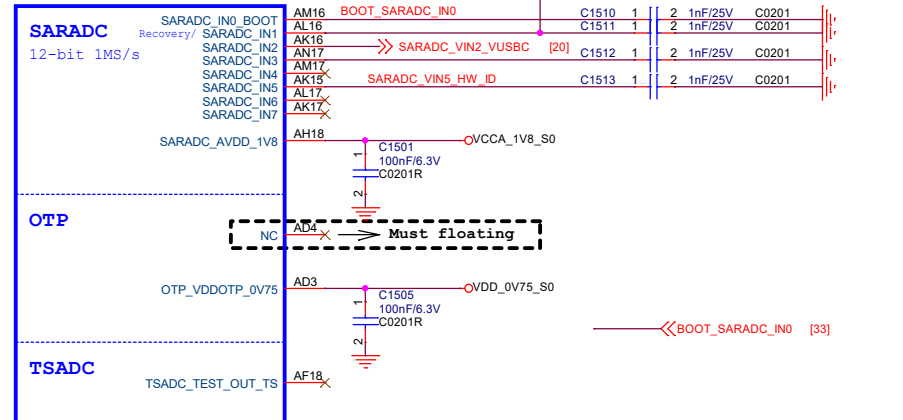 SARADC
12-bit 1MS/s
SARADC_IN0_BOOT AM16 BOOT_SARADC_IN0 C1510 1 2 1nF/25V C0201
Recovery/ SARADC_IN1 AL16 C1511 1 2 1nF/25V C0201
SARADC_IN2 AK16 SARADC_VIN2_VUSBC [20]
SARADC_IN3 AN17 C1512 1 2 1nF/25V C0201
SARADC_IN4 AM17
SARADC_IN5 AK15 SARADC_VIN5_HW_ID C1513 1 2 1nF/25V C0201
SARADC_IN6 AL17
SARADC_IN7 AK17
SARADC_AVDD_1V8 AH18 VCCA_1V8_S0
1 C1501
100nF/6.3V
C0201R
2
OTP
NC AD4 Must floating
OTP_VDDOTP_0V75 AD3 VDD_0V75_S0
1 C1505
100nF/6.3V
C0201R
2
BOOT_SARADC_IN0 [33]
TSADC
TSADC_TEST_OUT_TS AF18